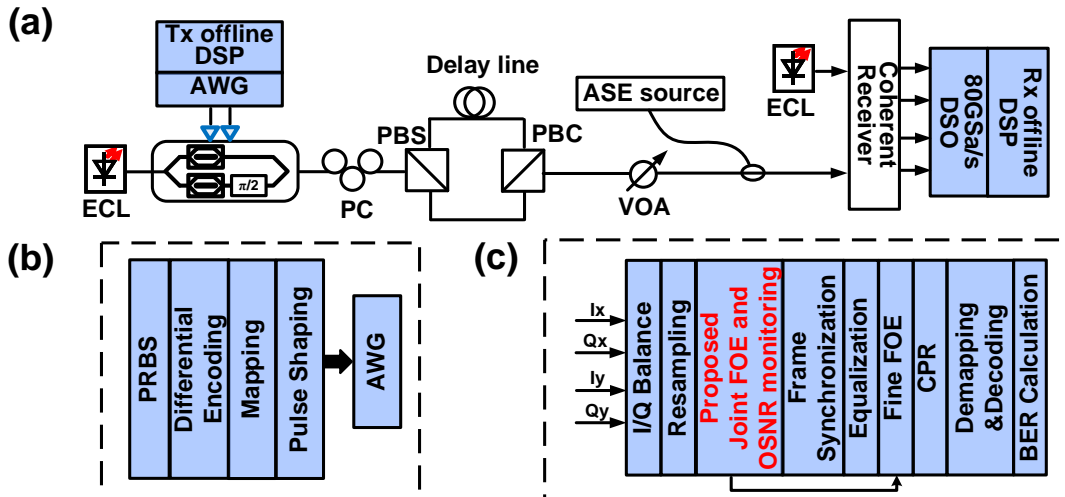 (a)
Tx offline
DSP
AWG
ECL
π/2
PC
PBS
Delay line
PBC
ASE source
VOA
ECL
Coherent
Receiver
80GSa/s
DSO
Rx offline
DSP
(b)
PRBS
Differential
Encoding
Mapping
Pulse Shaping
AWG
(c)
Ix
Qx
Iy
Qy
I/Q Balance
Resampling
Proposed
Joint FOE and
OSNR monitoring
Frame
Synchronization
Equalization
Fine FOE
CPR
Demapping
&Decoding
BER Calculation